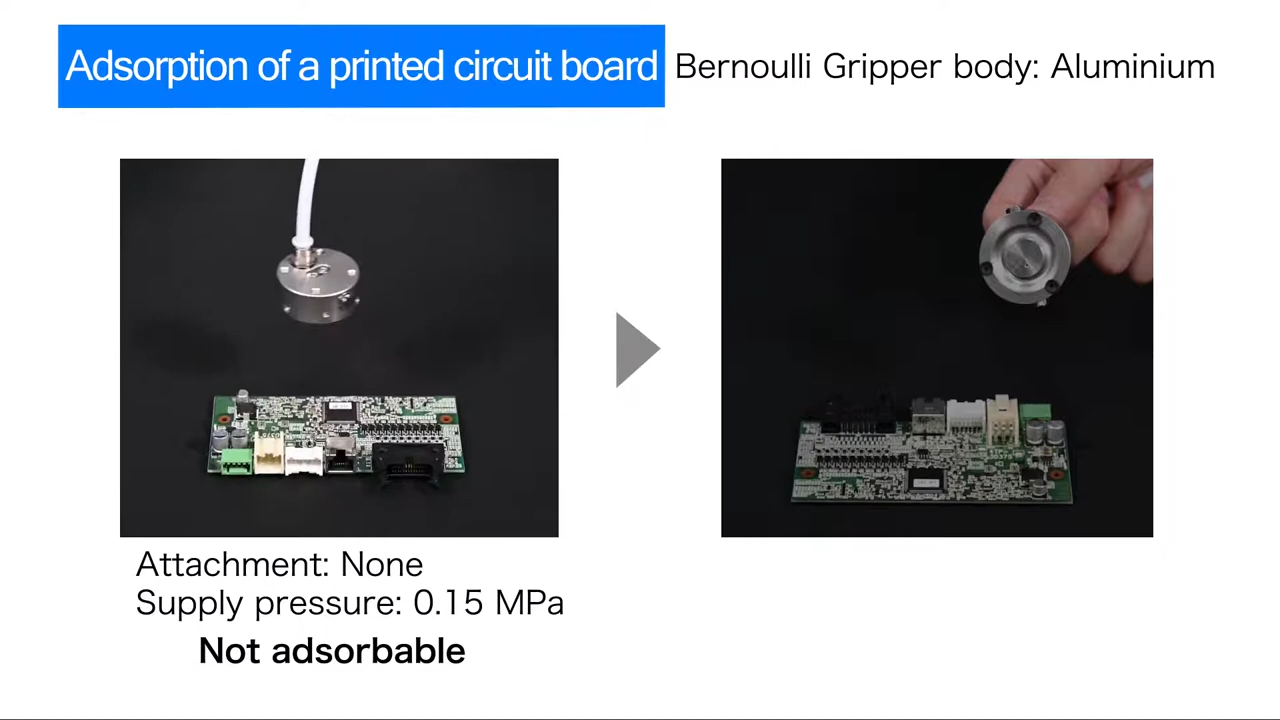 Adsorption of a printed circuit board
Bernoulli Gripper body: Aluminium
Attachment: None
Supply pressure: 0.15 MPa
Not adsorbable